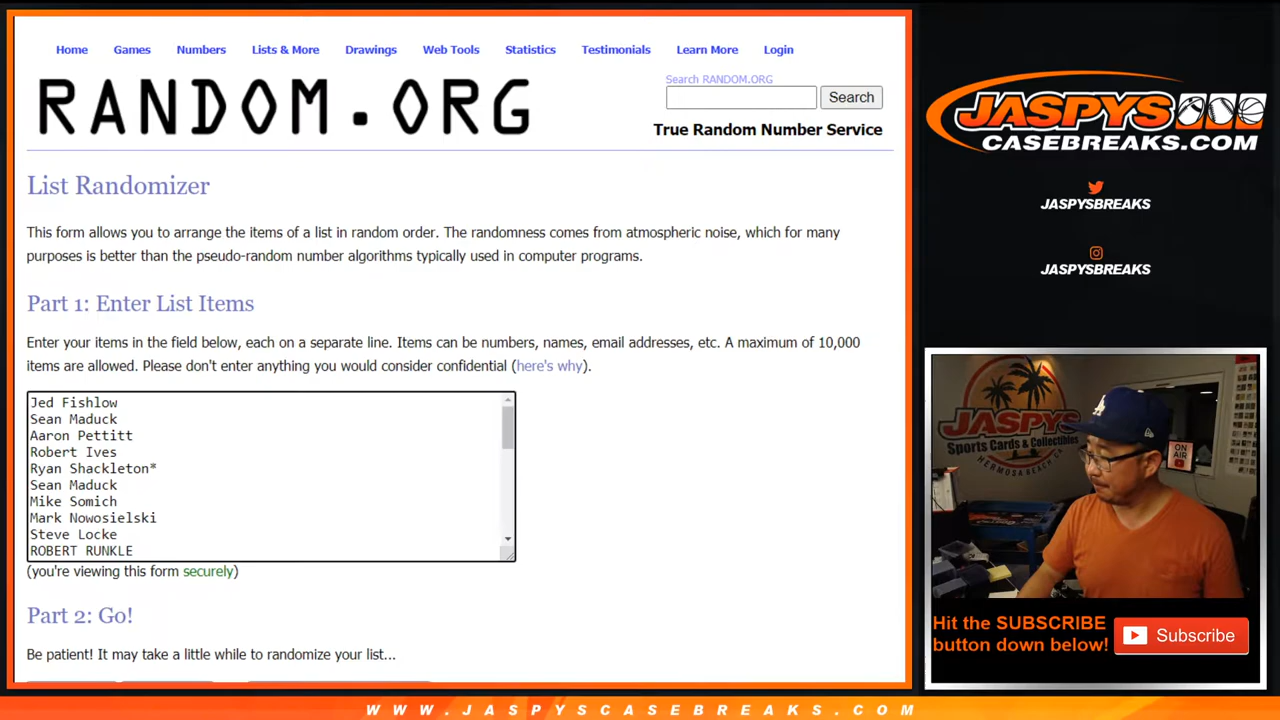 Home Games Numbers Lists & More Drawings Web Tools Statistics Testimonials Learn More Login
RANDOM.ORG
Search RANDOM.ORG
Search
True Random Number Service
List Randomizer
This form allows you to arrange the items of a list in random order. The randomness comes from atmospheric noise, which for many
purposes is better than the pseudo-random number algorithms typically used in computer programs.
Part 1: Enter List Items
Enter your items in the field below, each on a separate line. Items can be numbers, names, email addresses, etc. A maximum of 10,000
items are allowed. Please don't enter anything you would consider confidential (here's why).
Jed Fishlow
Sean Maduck
Aaron Pettitt
Robert Ives
Ryan Shackleton*
Sean Maduck
Mike Somich
Mark Nowosielski
Steve Locke
ROBERT RUNKLE
(you're viewing this form securely)
Part 2: Go!
Be patient! It may take a little while to randomize your list...
JASPYS
CASEBREAKS.COM
JASPYSBREAKS
JASPYSBREAKS
JASPYS
Sports Cards & Collectibles
HERMOSA BEACH
ON AIR
Hit the SUBSCRIBE
button down below!
Subscribe
WWW.JASPYSCASEBREAKS.COM